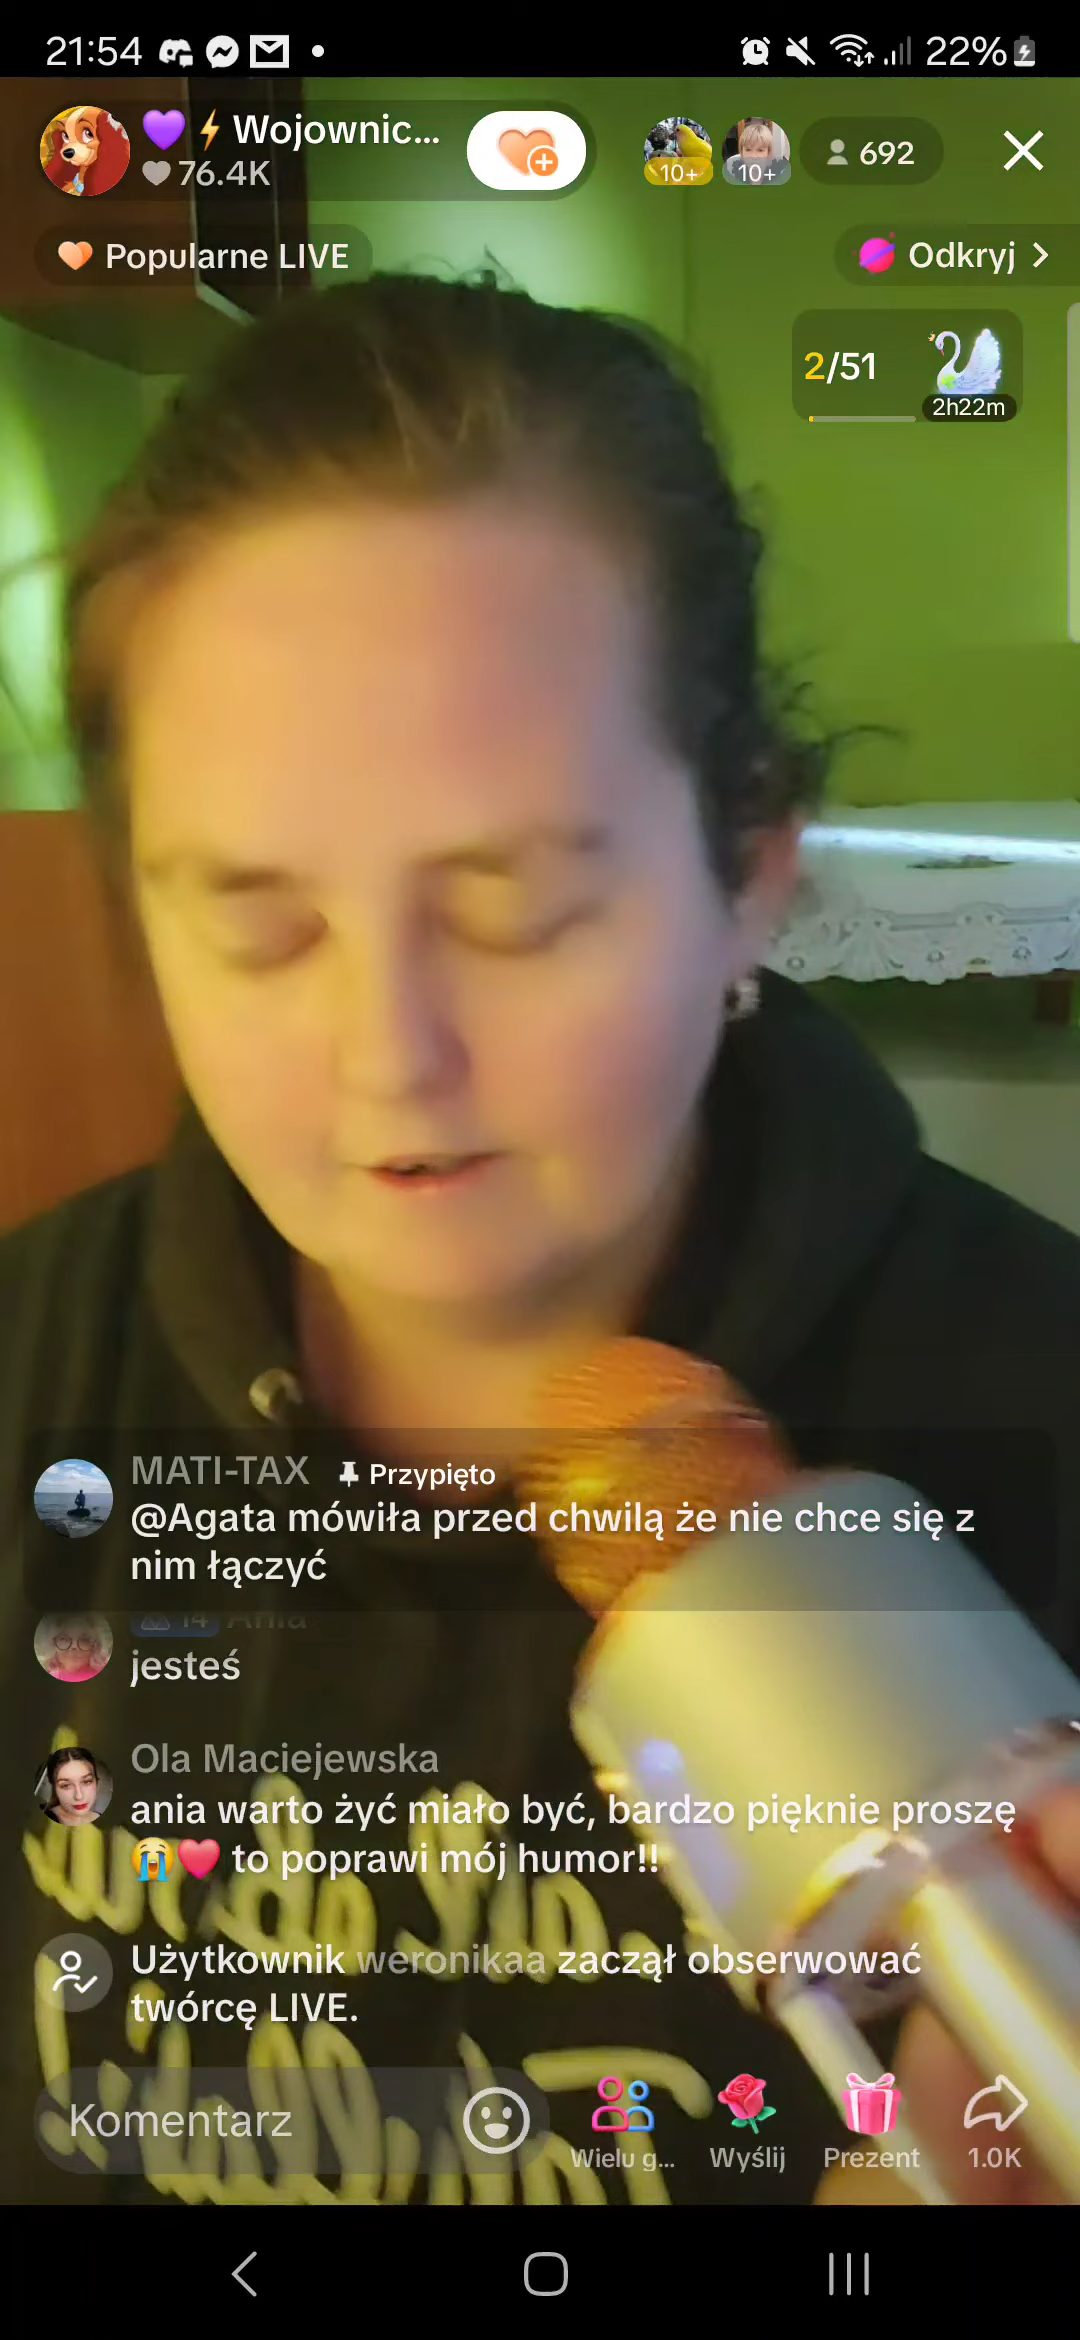 21:54
22%
💜⚡Wojownic...
76.4K
10+
10+
692
Popularne LIVE
Odkryj >
2/51
2h22m
MATI-TAX Przypięto
@Agata mówiła przed chwilą że nie chce się z
nim łączyć
14 Ania
jesteś
Ola Maciejewska
ania warto żyć miało być, bardzo pięknie proszę
😭❤️ to poprawi mój humor!!
Użytkownik weronikaa zaczął obserwować
twórcę LIVE.
Komentarz
Wielu g...
Wyślij
Prezent
1.0K